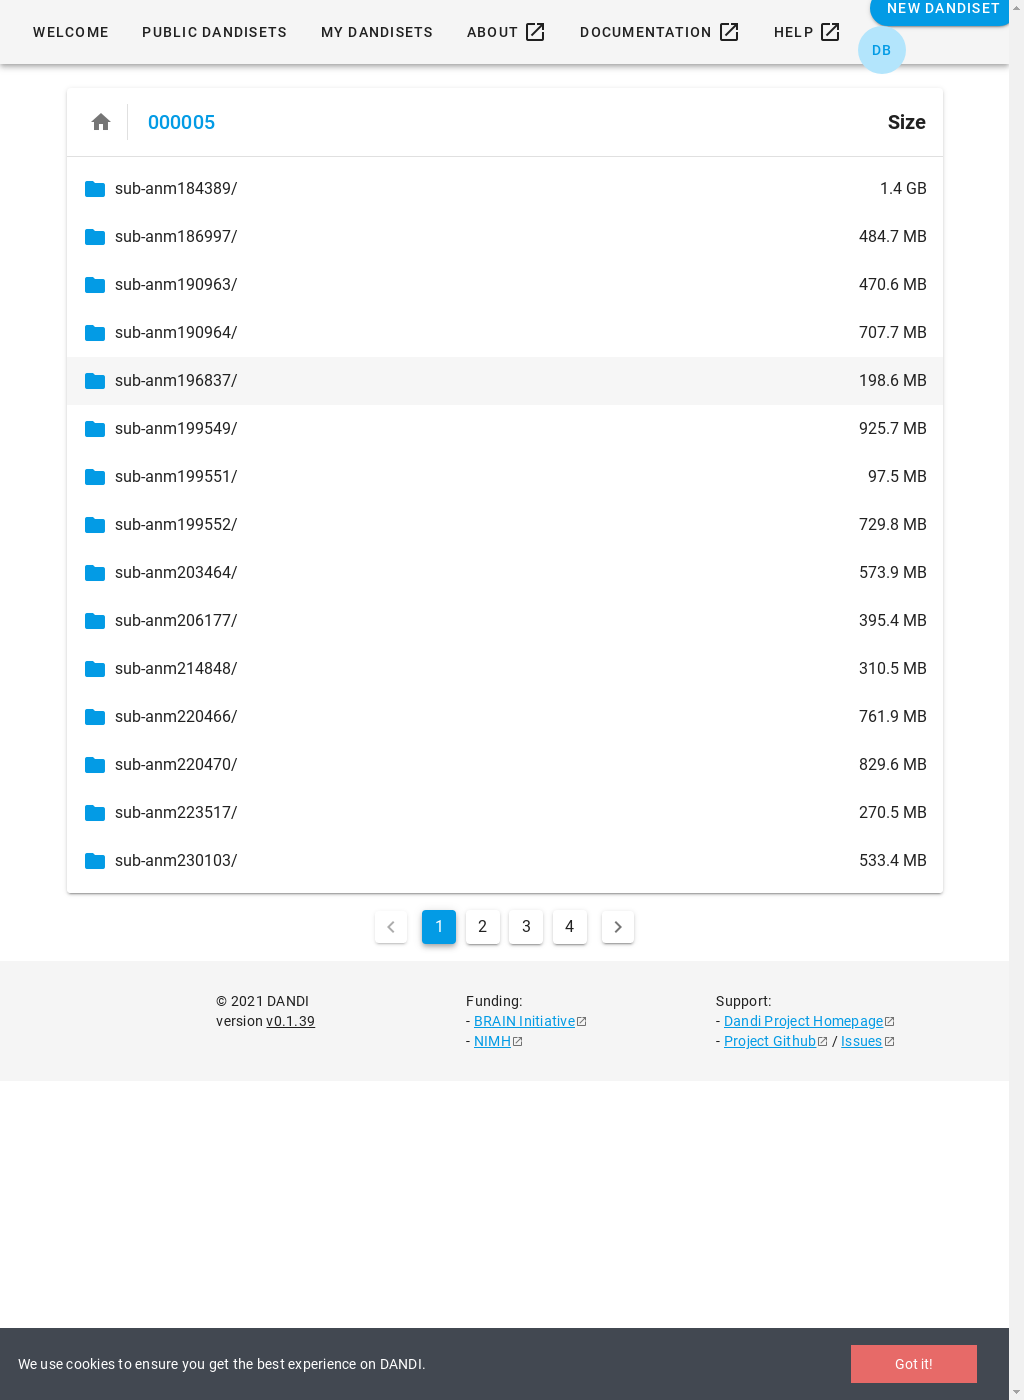 NEW DANDISET
WELCOME PUBLIC DANDISETS MY DANDISETS ABOUT DOCUMENTATION HELP
DB
000005 Size
sub-anm184389/ 1.4 GB
sub-anm186997/ 484.7 MB
sub-anm190963/ 470.6 MB
sub-anm190964/ 707.7 MB
sub-anm196837/ 198.6 MB
sub-anm199549/ 925.7 MB
sub-anm199551/ 97.5 MB
sub-anm199552/ 729.8 MB
sub-anm203464/ 573.9 MB
sub-anm206177/ 395.4 MB
sub-anm214848/ 310.5 MB
sub-anm220466/ 761.9 MB
sub-anm220470/ 829.6 MB
sub-anm223517/ 270.5 MB
sub-anm230103/ 533.4 MB
1 2 3 4
© 2021 DANDI
version v0.1.39
Funding:
- BRAIN Initiative
- NIMH
Support:
- Dandi Project Homepage
- Project Github / Issues
We use cookies to ensure you get the best experience on DANDI.
Got it!